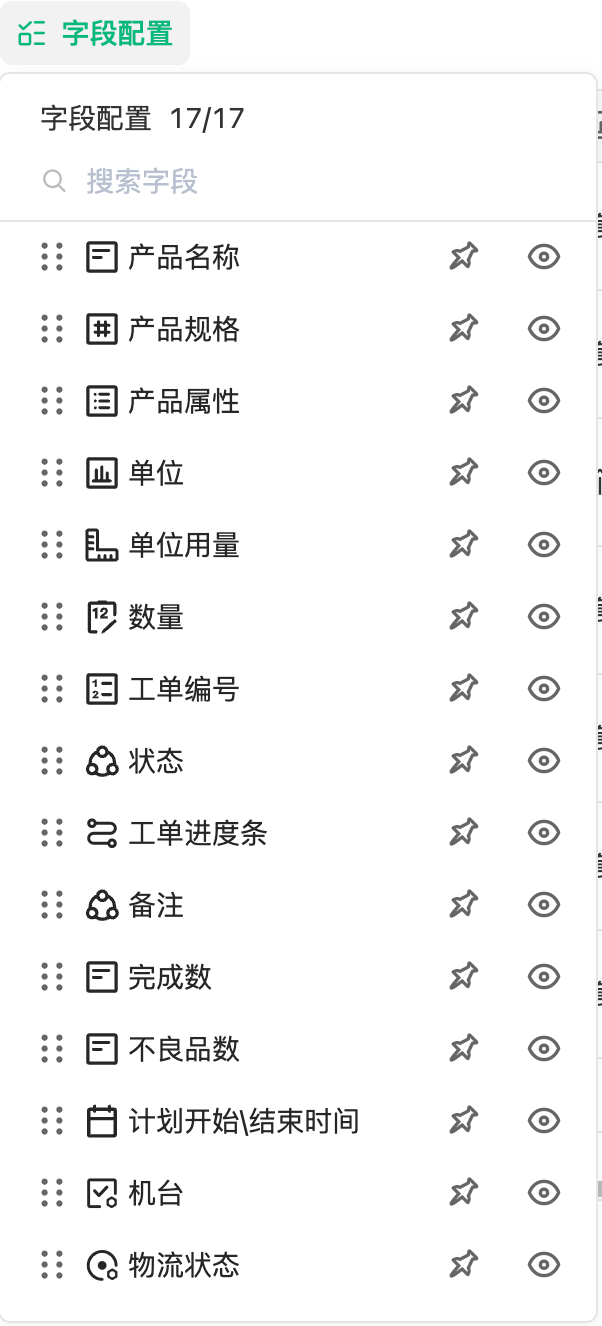 字段配置
字段配置 17/17
搜索字段
产品名称
产品规格
产品属性
单位
单位用量
数量
工单编号
状态
工单进度条
备注
完成数
不良品数
计划开始\结束时间
机台
物流状态